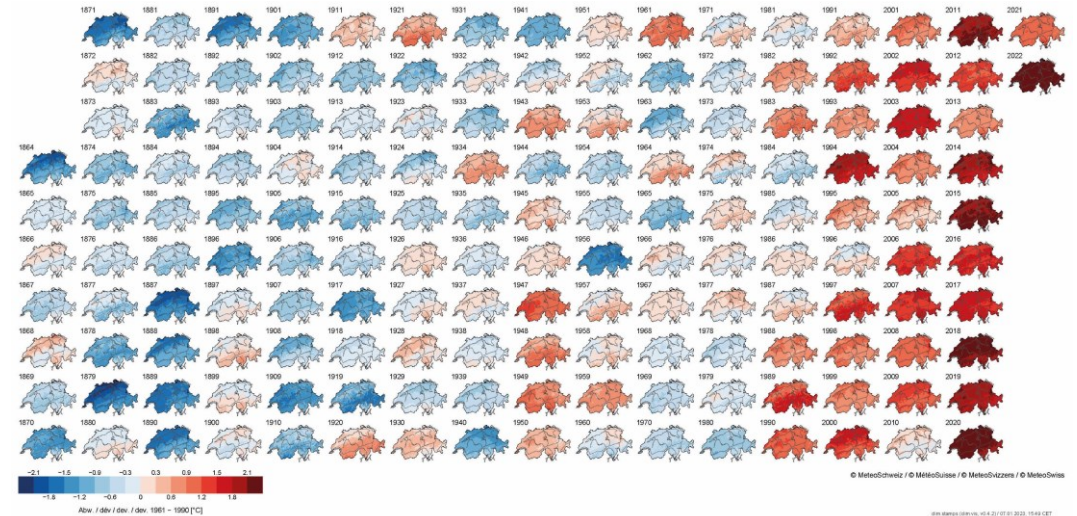 1871 1881 1891 1901 1911 1921 1931 1941 1951 1961 1971 1981 1991 2001 2011 2021
1872 1882 1892 1902 1912 1922 1932 1942 1952 1962 1972 1982 1992 2002 2012 2022
1873 1883 1893 1903 1913 1923 1933 1943 1953 1963 1973 1983 1993 2003 2013
1864 1874 1884 1894 1904 1914 1924 1934 1944 1954 1964 1974 1984 1994 2004 2014
1865 1875 1885 1895 1905 1915 1925 1935 1945 1955 1965 1975 1985 1995 2005 2015
1866 1876 1886 1896 1906 1916 1926 1936 1946 1956 1966 1976 1986 1996 2006 2016
1867 1877 1887 1897 1907 1917 1927 1937 1947 1957 1967 1977 1987 1997 2007 2017
1868 1878 1888 1898 1908 1918 1928 1938 1948 1958 1968 1978 1988 1998 2008 2018
1869 1879 1889 1899 1909 1919 1929 1939 1949 1959 1969 1979 1989 1999 2009 2019
1870 1880 1890 1900 1910 1920 1930 1940 1950 1960 1970 1980 1990 2000 2010 2020
−2.1 −1.5 −0.9 −0.3 0.3 0.9 1.5 2.1
−1.8 −1.2 −0.6 0 0.6 1.2 1.8
Abw. / dév / dev. / dev. 1961 − 1990 [°C]
© MeteoSchweiz / © MétéoSuisse / © MeteoSvizzera / © MeteoSwiss
07.01.2023, 15:49 CET